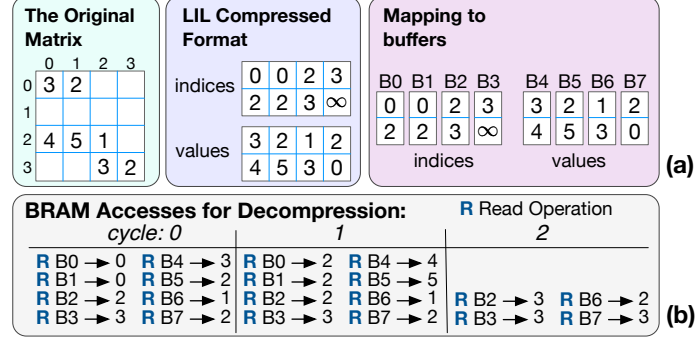 The Original
Matrix
0 1 2 3
0 3 2
1
2 4 5 1
3 3 2
LIL Compressed
Format
indices
0 0 2 3
2 2 3 ∞
values
3 2 1 2
4 5 3 0
Mapping to
buffers
B0 B1 B2 B3
0 0 2 3
2 2 3 ∞
indices
B4 B5 B6 B7
3 2 1 2
4 5 3 0
values
(a)
BRAM Accesses for Decompression:
R Read Operation
cycle: 0 1 2
R B0 → 0 R B4 → 3 R B0 → 2 R B4 → 4
R B1 → 0 R B5 → 2 R B1 → 2 R B5 → 5
R B2 → 2 R B6 → 1 R B2 → 2 R B6 → 1 R B2 → 3 R B6 → 2
R B3 → 3 R B7 → 2 R B3 → 3 R B7 → 2 R B3 → 3 R B7 → 3
(b)